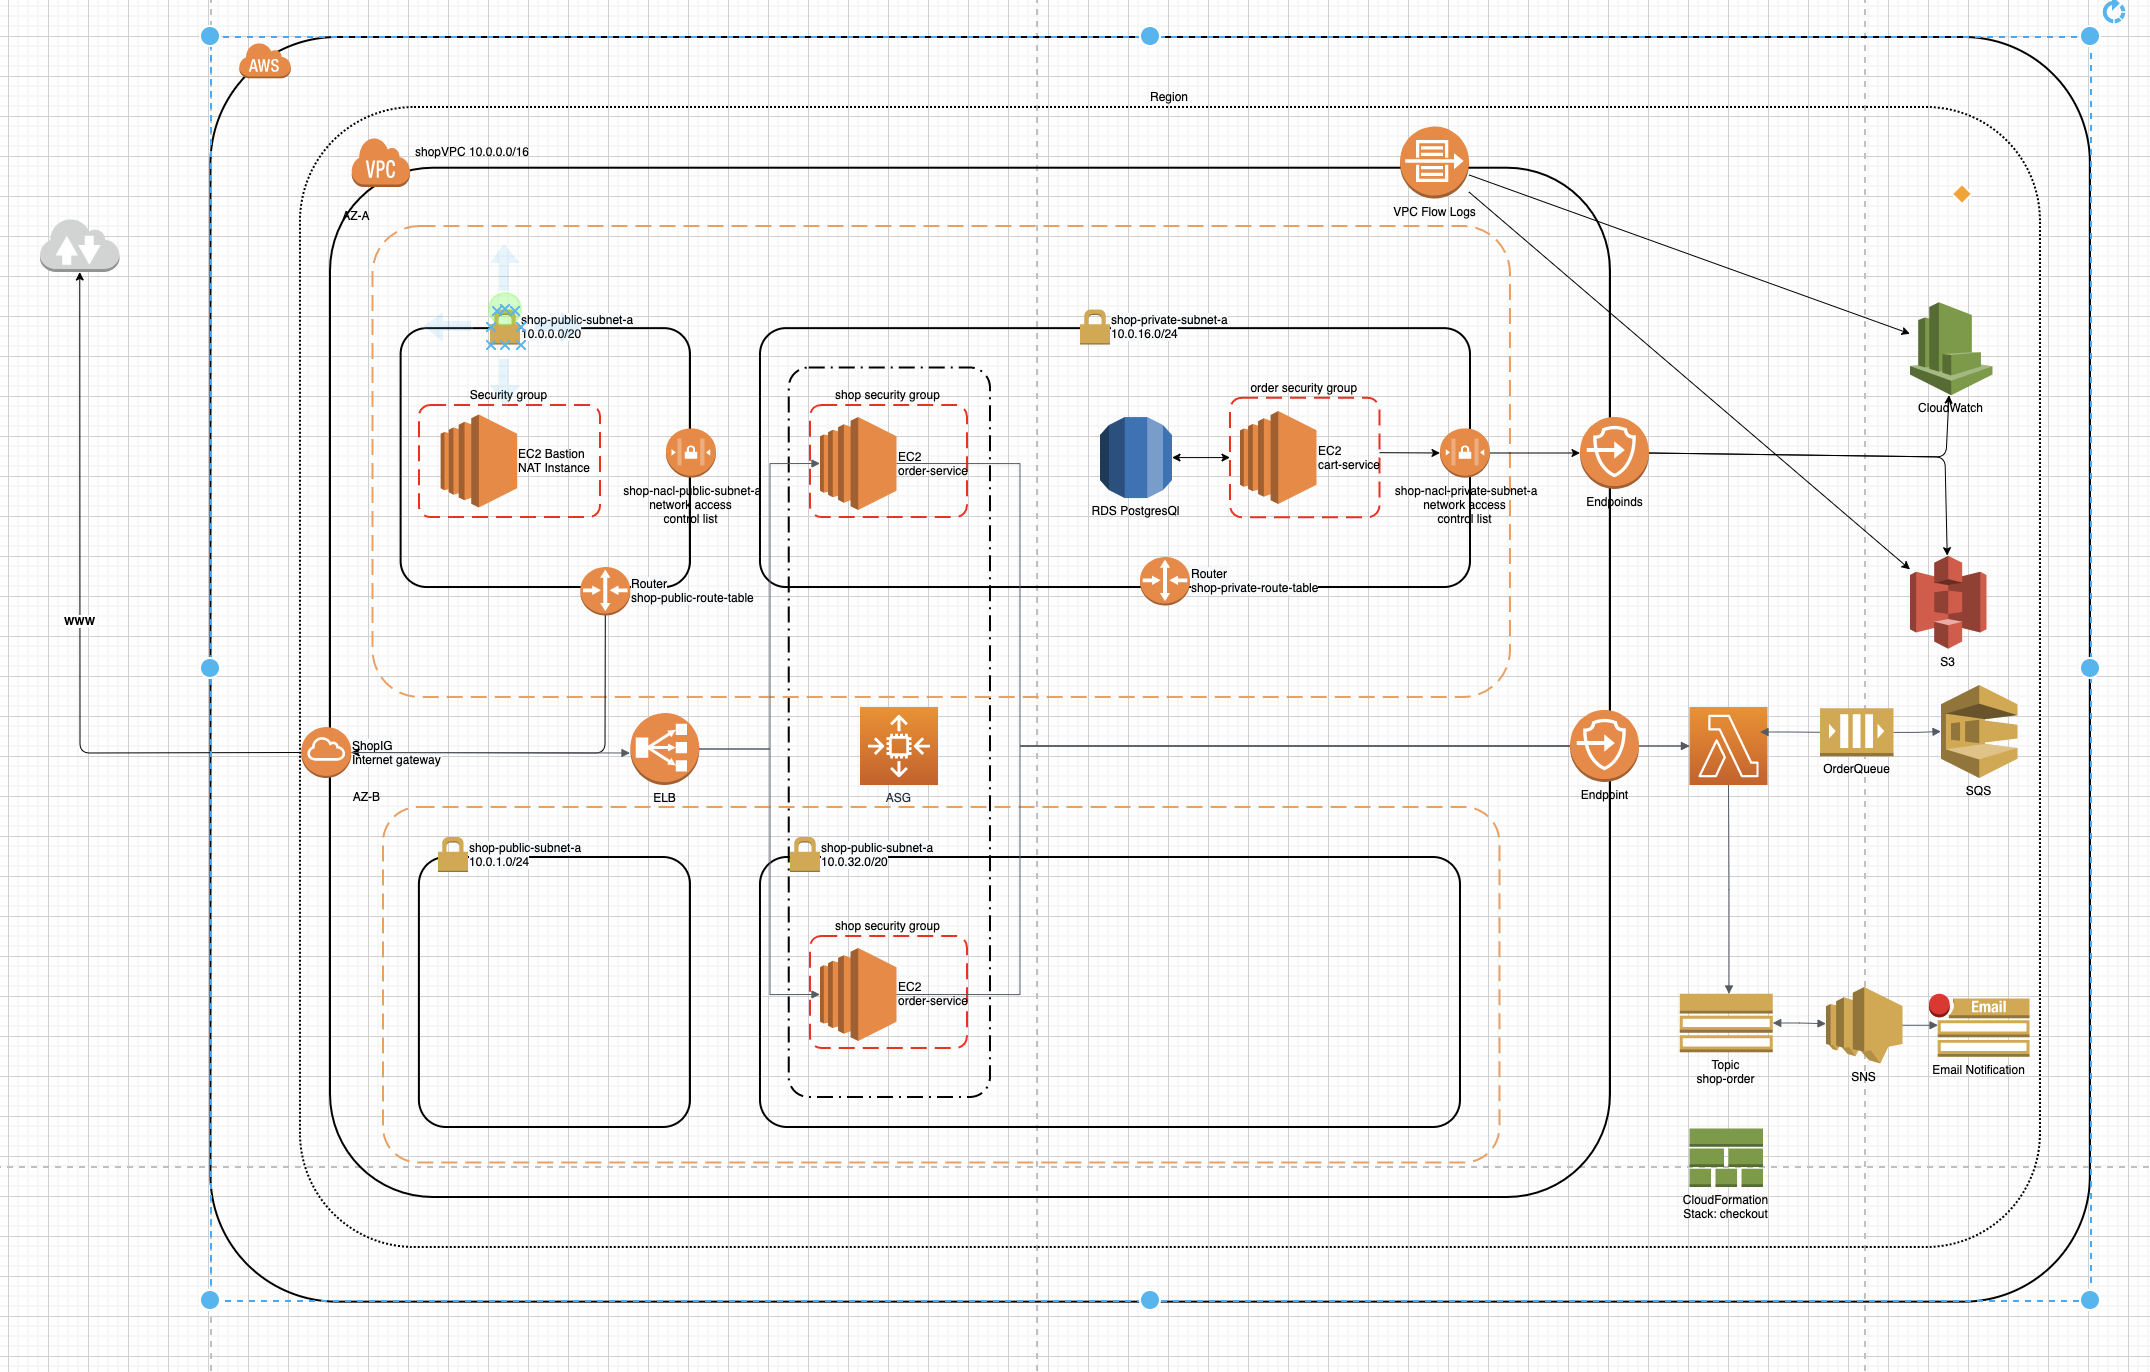 AWS
Region
VPC
shopVPC 10.0.0.0/16
AZ-A
VPC Flow Logs
shop-public-subnet-a
10.0.0.0/20
shop-private-subnet-a
10.0.16.0/24
Security group
EC2 Bastion
NAT Instance
shop security group
EC2
order-service
order security group
EC2
cart-service
RDS PostgresQl
shop-nacl-public-subnet-a
network access
control list
shop-nacl-private-subnet-a
network access
control list
Endpoinds
CloudWatch
Router
shop-public-route-table
Router
shop-private-route-table
www
S3
ShopIG
Internet gateway
ELB
ASG
Endpoint
OrderQueue
SQS
AZ-B
shop-public-subnet-a
10.0.1.0/24
shop-public-subnet-a
10.0.32.0/20
shop security group
EC2
order-service
Topic
shop-order
SNS
Email
Email Notification
CloudFormation
Stack: checkout